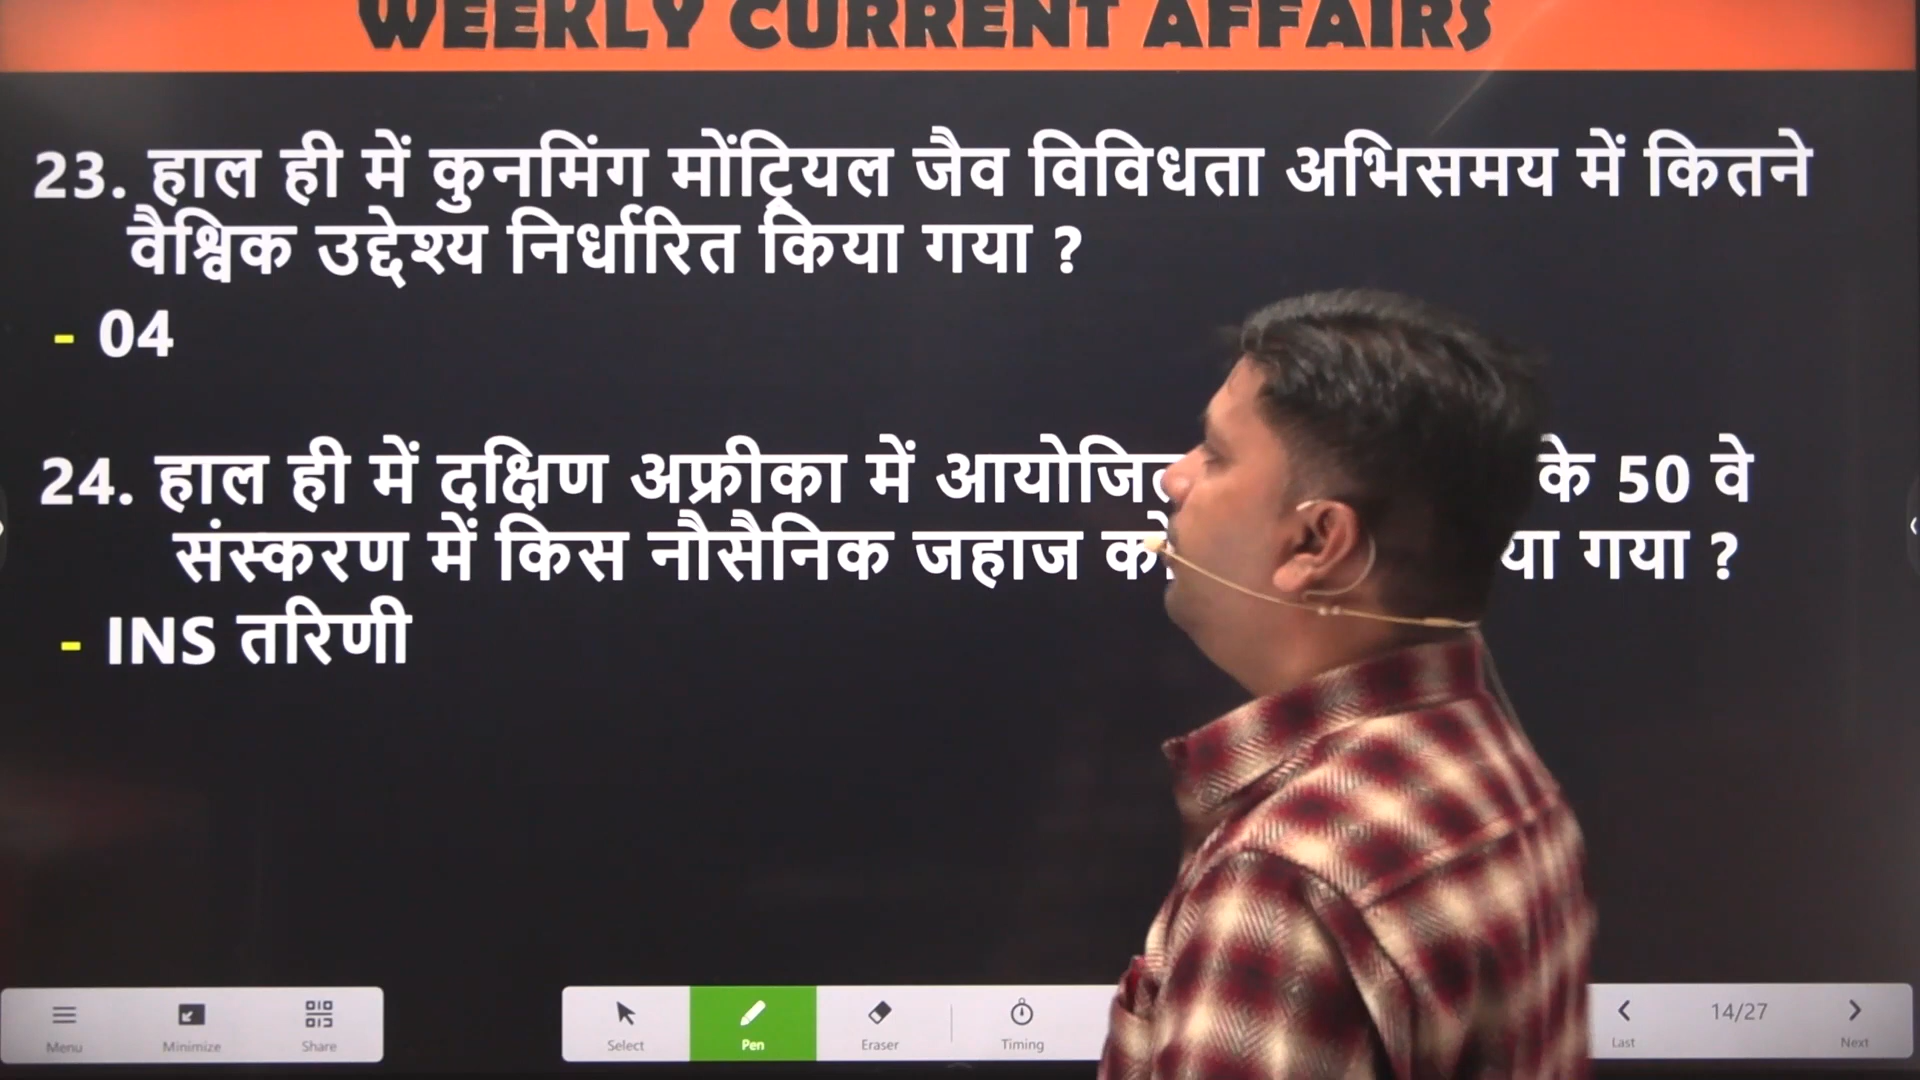 WEEKLY CURRENT AFFAIRS
23. हाल ही में कुनमिंग मोंट्रियल जैव विविधता अभिसमय में कितने
वैश्विक उद्देश्य निर्धारित किया गया ?
- 04
24. हाल ही में दक्षिण अफ्रीका में के 50 वे
संस्करण में किस नौसैनिक जहाज गया ?
- INS तरिणी
Menu Minimize Share Select Pen Eraser Timing Last 14/27 Next